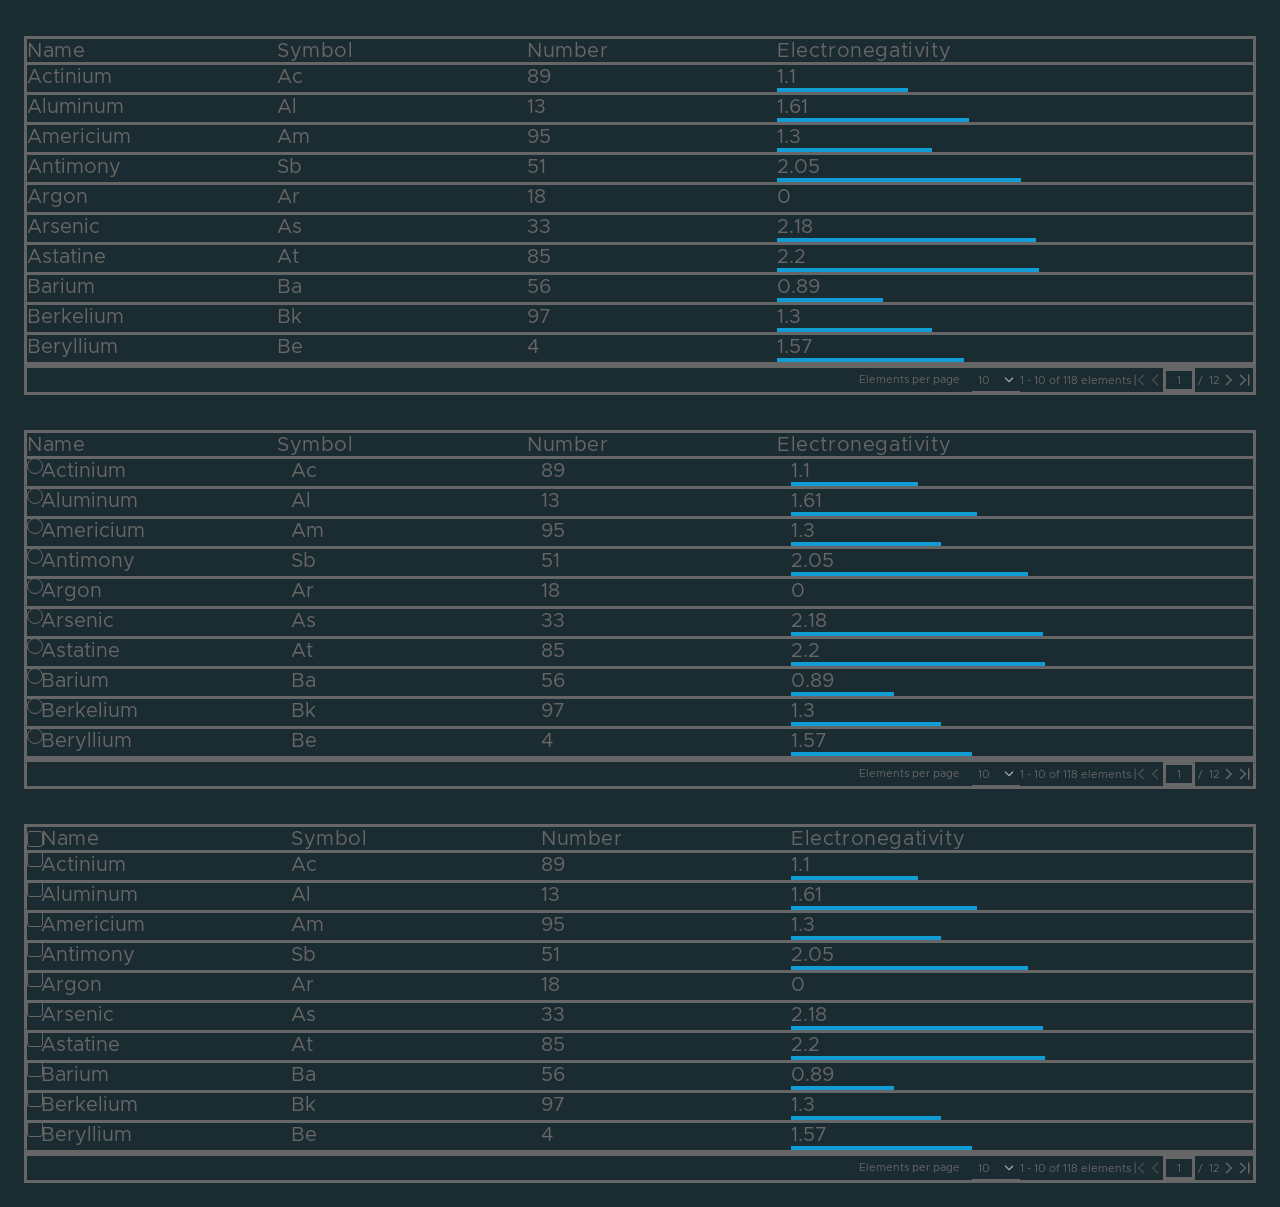 Name Symbol Number Electronegativity
Actinium Ac 89 1.1
Aluminum Al 13 1.61
Americium Am 95 1.3
Antimony Sb 51 2.05
Argon Ar 18 0
Arsenic As 33 2.18
Astatine At 85 2.2
Barium Ba 56 0.89
Berkelium Bk 97 1.3
Beryllium Be 4 1.57
Elements per page 10 1 - 10 of 118 elements 1 / 12
Name Symbol Number Electronegativity
Actinium Ac 89 1.1
Aluminum Al 13 1.61
Americium Am 95 1.3
Antimony Sb 51 2.05
Argon Ar 18 0
Arsenic As 33 2.18
Astatine At 85 2.2
Barium Ba 56 0.89
Berkelium Bk 97 1.3
Beryllium Be 4 1.57
Elements per page 10 1 - 10 of 118 elements 1 / 12
Name Symbol Number Electronegativity
Actinium Ac 89 1.1
Aluminum Al 13 1.61
Americium Am 95 1.3
Antimony Sb 51 2.05
Argon Ar 18 0
Arsenic As 33 2.18
Astatine At 85 2.2
Barium Ba 56 0.89
Berkelium Bk 97 1.3
Beryllium Be 4 1.57
Elements per page 10 1 - 10 of 118 elements 1 / 12